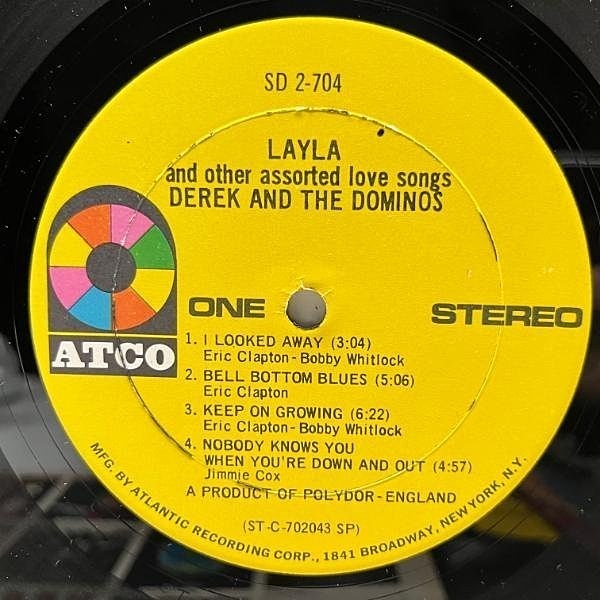 SD 2-704
LAYLA
and other assorted love songs
DEREK AND THE DOMINOS
ATCO
ONE
STEREO
1. I LOOKED AWAY (3:04)
Eric Clapton-Bobby Whitlock
2. BELL BOTTOM BLUES (5:06)
Eric Clapton
3. KEEP ON GROWING (6:22)
Eric Clapton-Bobby Whitlock
4. NOBODY KNOWS YOU
WHEN YOU'RE DOWN AND OUT (4:57)
Jimmie Cox
A PRODUCT OF POLYDOR-ENGLAND
(ST-C-702043 SP)
MFG. BY ATLANTIC RECORDING CORP., 1841 BROADWAY, NEW YORK, N.Y.